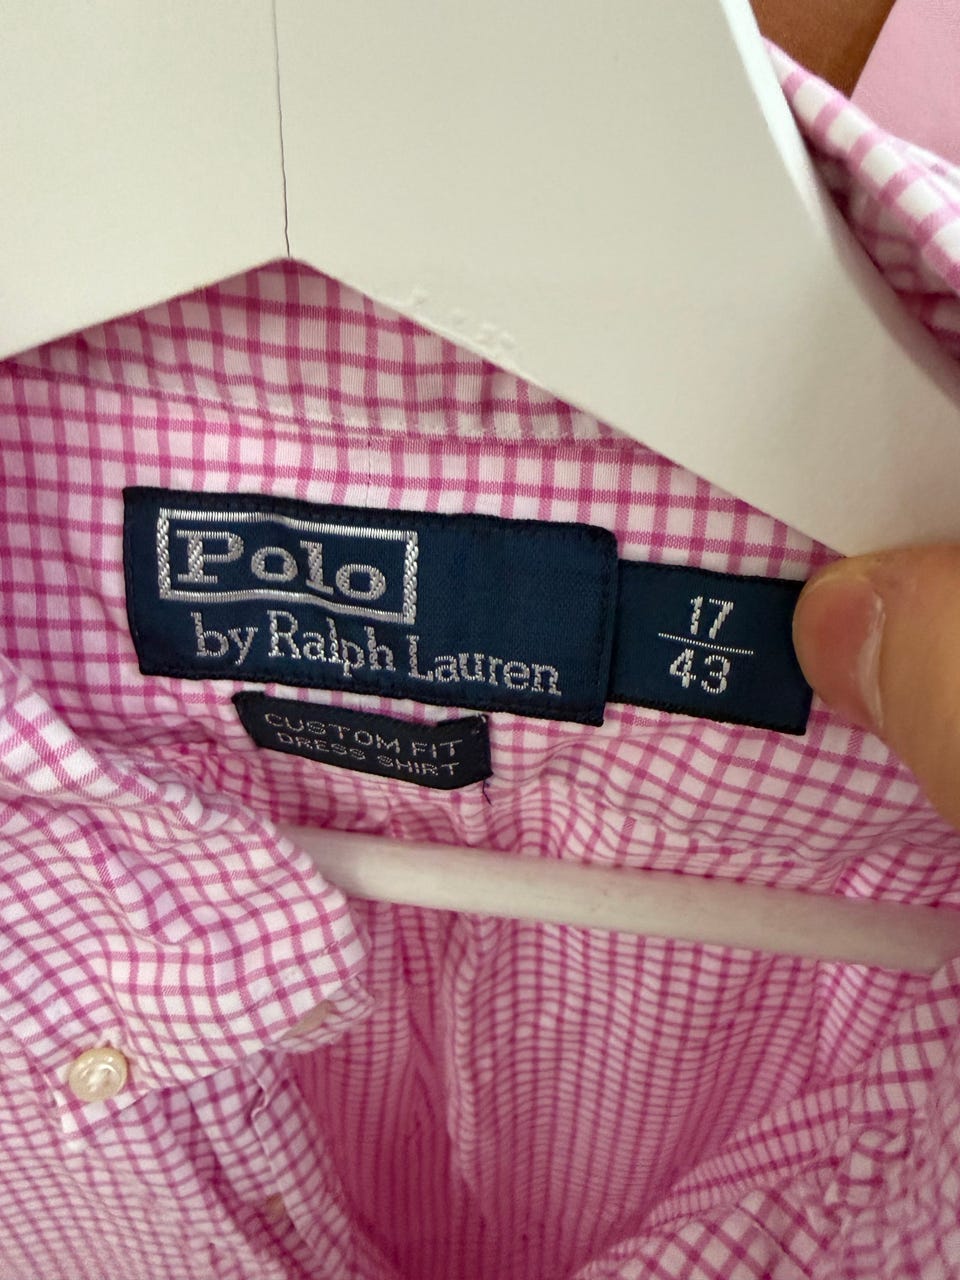 Polo
by Ralph Lauren
17
43
CUSTOM FIT
DRESS SHIRT